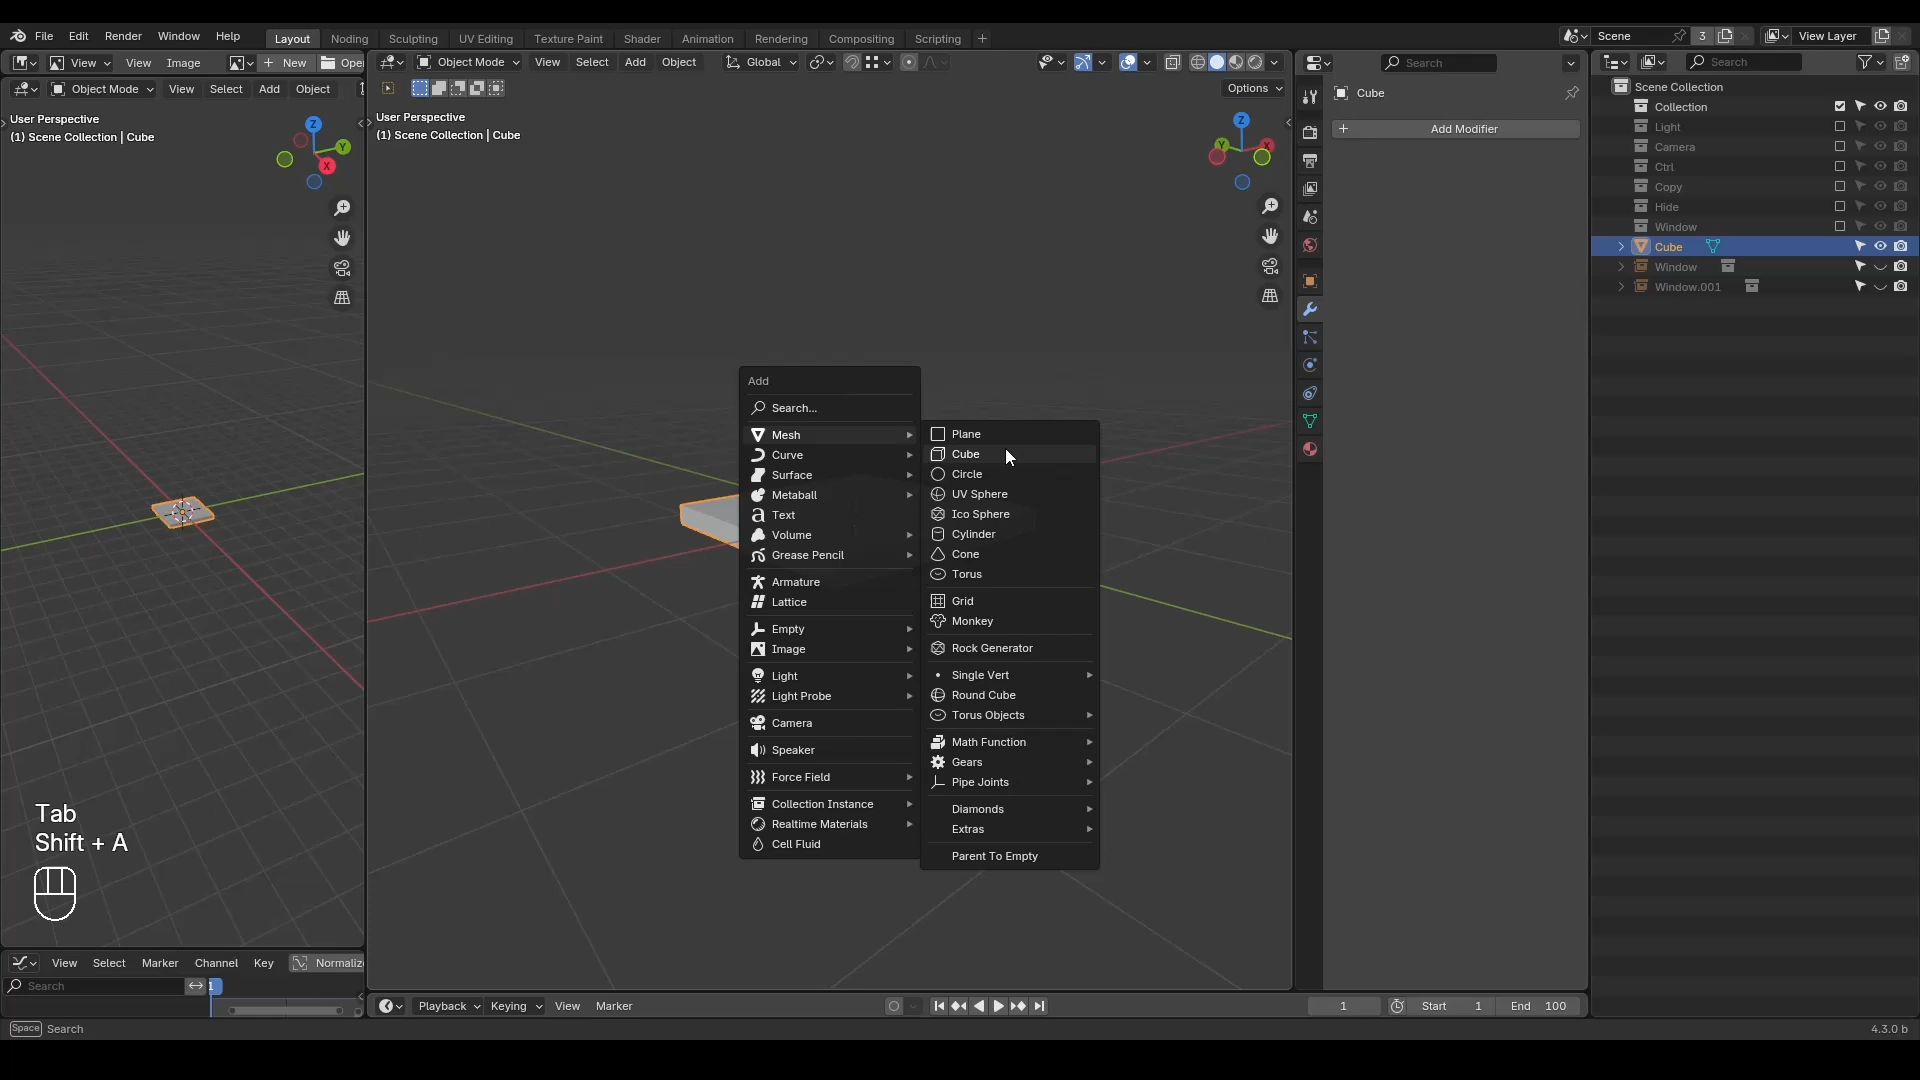 File Edit Render Window Help Layout Noding Sculpting UV Editing Texture Paint Shader Animation Rendering Compositing Scripting + Scene 3 View Layer
View View Image New Open
Object Mode View Select Add Object Global
Search
Search
Object Mode View Select Add Object
Options
User Perspective
(1) Scene Collection | Cube
Z
Y
X
User Perspective
(1) Scene Collection | Cube
Z
Y
X
Cube
Add Modifier
Scene Collection
Collection
Light
Camera
Ctrl
Copy
Hide
Window
Cube
Window
Window.001
Add
Search...
Mesh
Curve
Surface
Metaball
Text
Volume
Grease Pencil
Armature
Lattice
Empty
Image
Light
Light Probe
Camera
Speaker
Force Field
Collection Instance
Realtime Materials
Cell Fluid
Plane
Cube
Circle
UV Sphere
Ico Sphere
Cylinder
Cone
Torus
Grid
Monkey
Rock Generator
Single Vert
Round Cube
Torus Objects
Math Function
Gears
Pipe Joints
Diamonds
Extras
Parent To Empty
Tab
Shift + A
View Select Marker Channel Key Normaliz
Search 1
Playback Keying View Marker 1 Start 1 End 100
Space Search
4.3.0 b